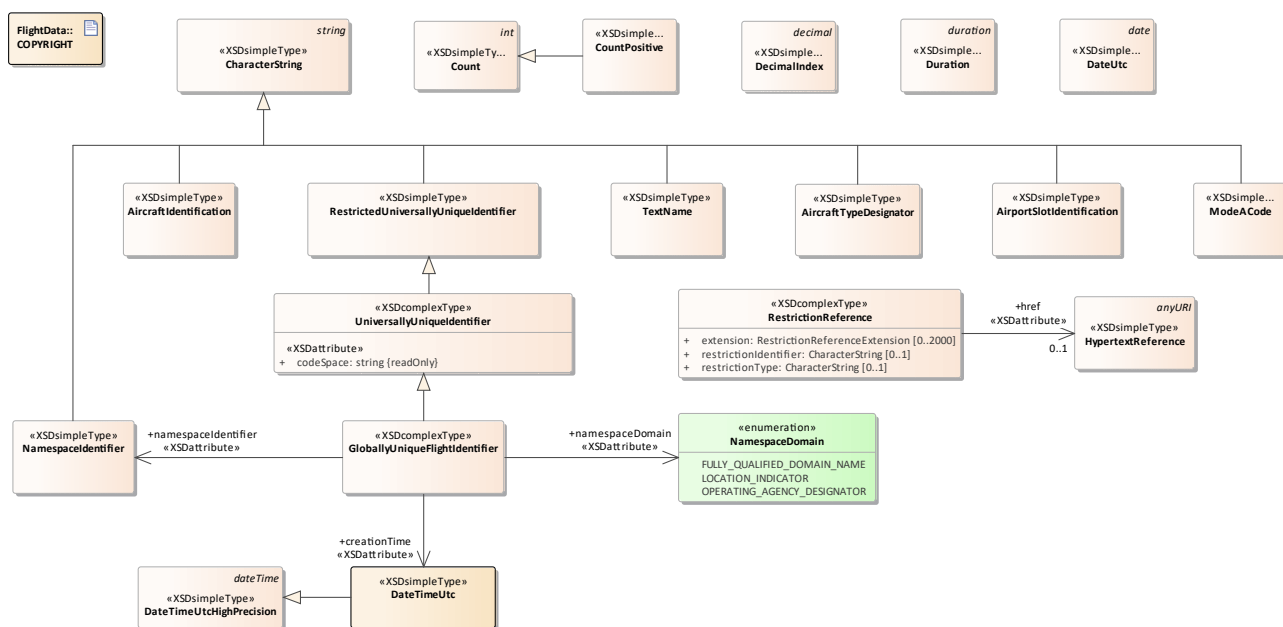 FlightData::
COPYRIGHT
string
«XSDsimpleType»
CharacterString
int
«XSDsimpleTy...
Count
«XSDsimple...
CountPositive
decimal
«XSDsimple...
DecimalIndex
duration
«XSDsimple...
Duration
date
«XSDsimple...
DateUtc
«XSDsimpleType»
AircraftIdentification
«XSDsimpleType»
RestrictedUniversallyUniqueIdentifier
«XSDsimpleType»
TextName
«XSDsimpleType»
AircraftTypeDesignator
«XSDsimpleType»
AirportSlotIdentification
«XSDsimple...
ModeACode
«XSDcomplexType»
UniversallyUniqueIdentifier
«XSDattribute»
+ codeSpace: string {readOnly}
«XSDcomplexType»
RestrictionReference
+ extension: RestrictionReferenceExtension [0..2000]
+ restrictionIdentifier: CharacterString [0..1]
+ restrictionType: CharacterString [0..1]
+href
«XSDattribute»
0..1
anyURI
«XSDsimpleType»
HypertextReference
«XSDsimpleType»
NamespaceIdentifier
+namespaceIdentifier
«XSDattribute»
«XSDcomplexType»
GloballyUniqueFlightIdentifier
+namespaceDomain
«XSDattribute»
«enumeration»
NamespaceDomain
FULLY_QUALIFIED_DOMAIN_NAME
LOCATION_INDICATOR
OPERATING_AGENCY_DESIGNATOR
+creationTime
«XSDattribute»
dateTime
«XSDsimpleType»
DateTimeUtcHighPrecision
«XSDsimpleType»
DateTimeUtc